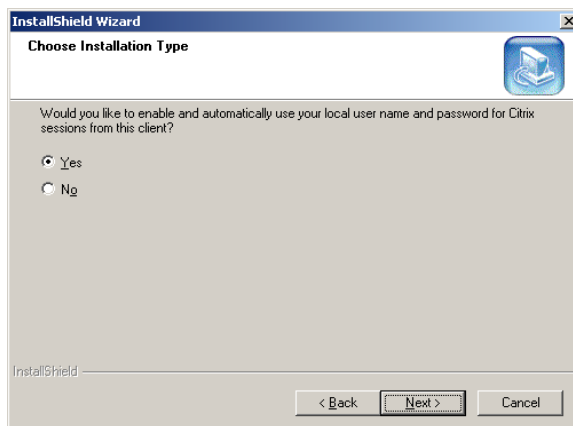 InstallShield Wizard
Choose Installation Type
Would you like to enable and automatically use your local user name and password for Citrix
sessions from this client?
Yes
No
InstallShield
< Back
Next >
Cancel